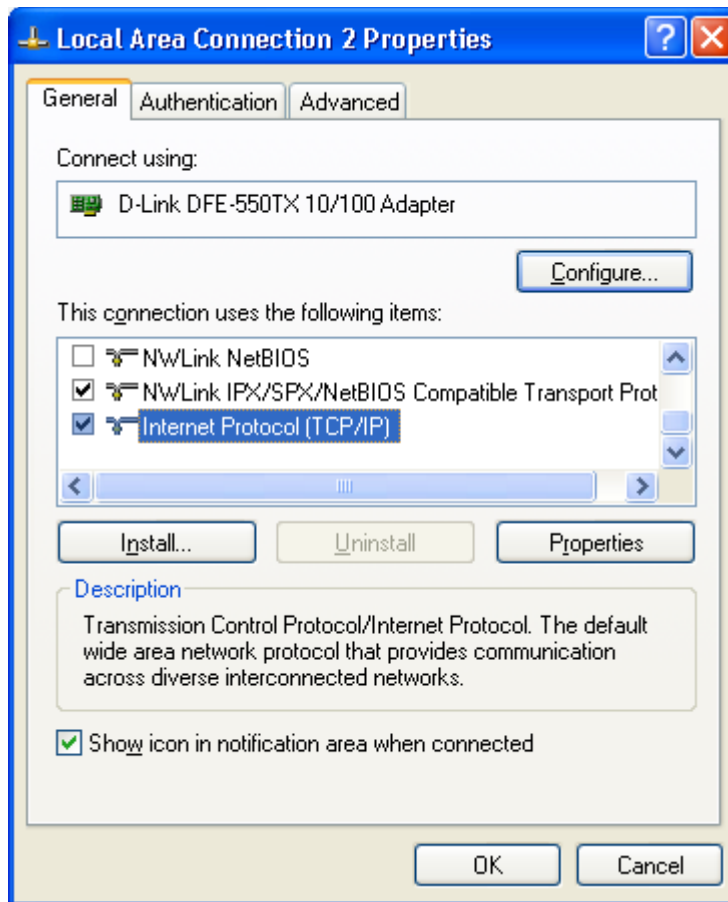 Local Area Connection 2 Properties
General Authentication Advanced
Connect using:
D-Link DFE-550TX 10/100 Adapter
Configure...
This connection uses the following items:
NWLink NetBIOS
NWLink IPX/SPX/NetBIOS Compatible Transport Prot
Internet Protocol (TCP/IP)
Install... Uninstall Properties
Description
Transmission Control Protocol/Internet Protocol. The default
wide area network protocol that provides communication
across diverse interconnected networks.
Show icon in notification area when connected
OK Cancel